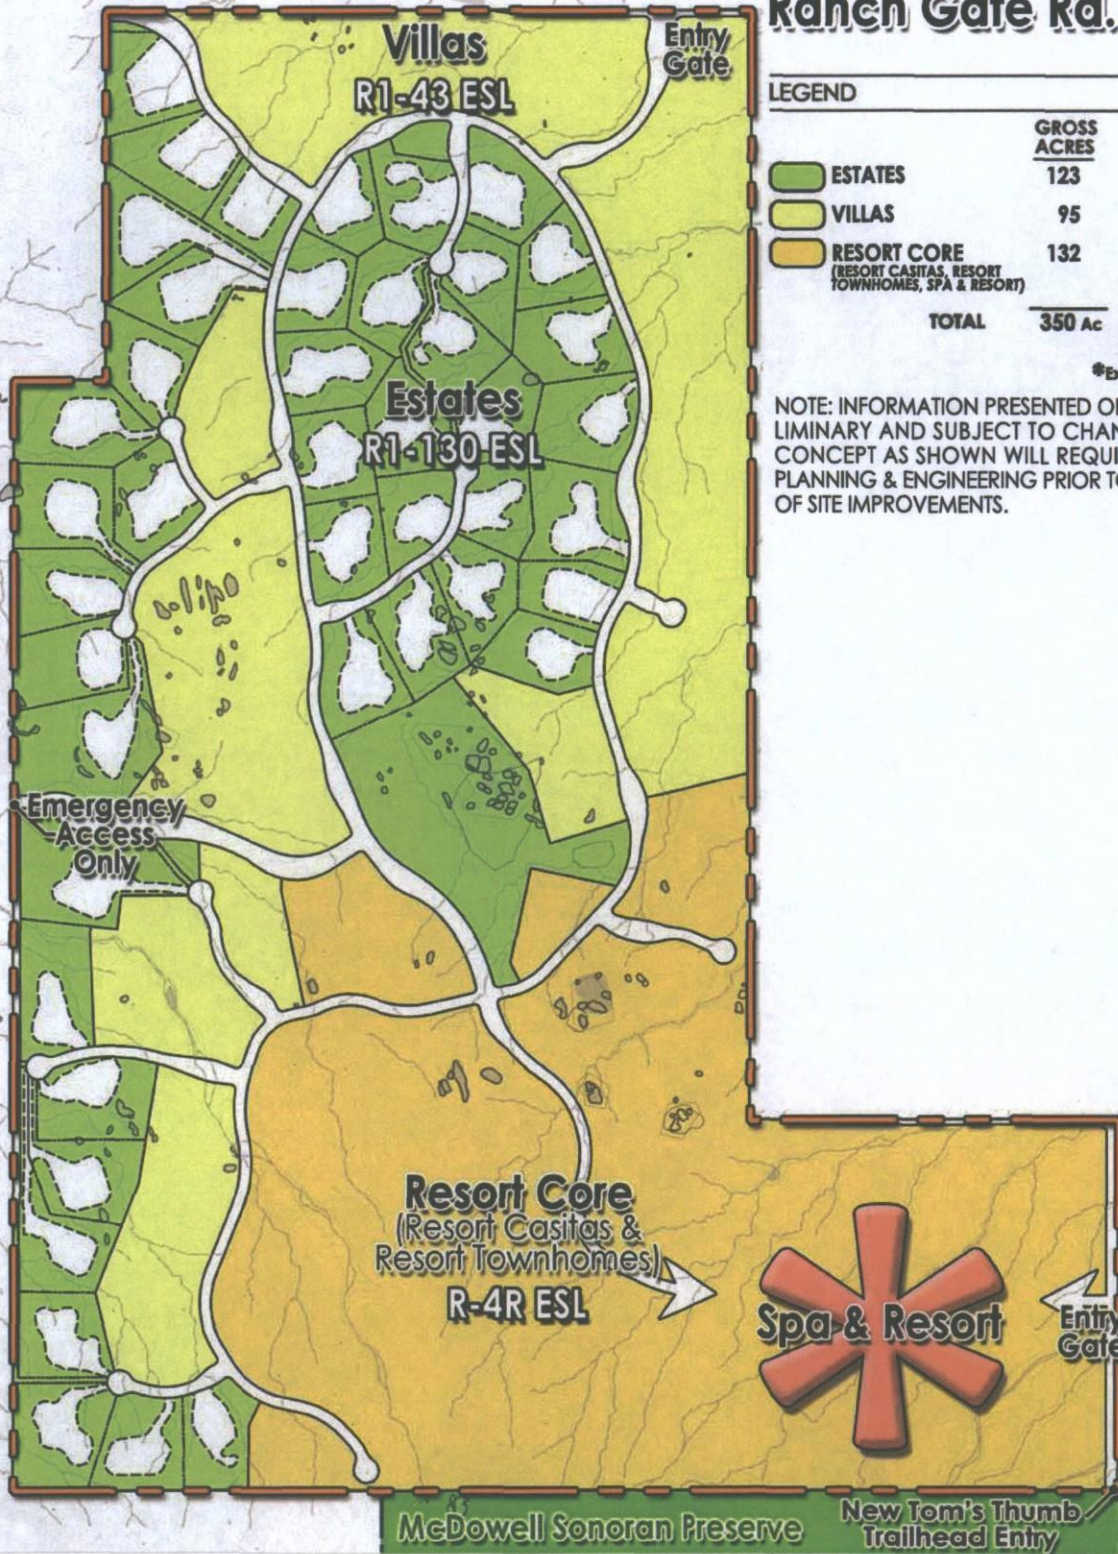 Ranch Gate Rd.
Villas
R1-43 ESL
Entry
Gate
LEGEND
GROSS
ACRES
ESTATES 123
VILLAS 95
RESORT CORE 132
(RESORT CASITAS, RESORT
TOWNHOMES, SPA & RESORT)
TOTAL 350 Ac
NOTE: INFORMATION PRESENTED
LIMINARY AND SUBJECT TO
CONCEPT AS SHOWN WILL
PLANNING & ENGINEERING PRIOR
OF SITE IMPROVEMENTS.
Estates
R1-130 ESL
Emergency
Access
Only
Resort Core
(Resort Casitas &
Resort Townhomes)
R-4R ESL
Spa & Resort
Entry
Gate
McDowell Sonoran Preserve
New Tom's Thumb
Trailhead Entry